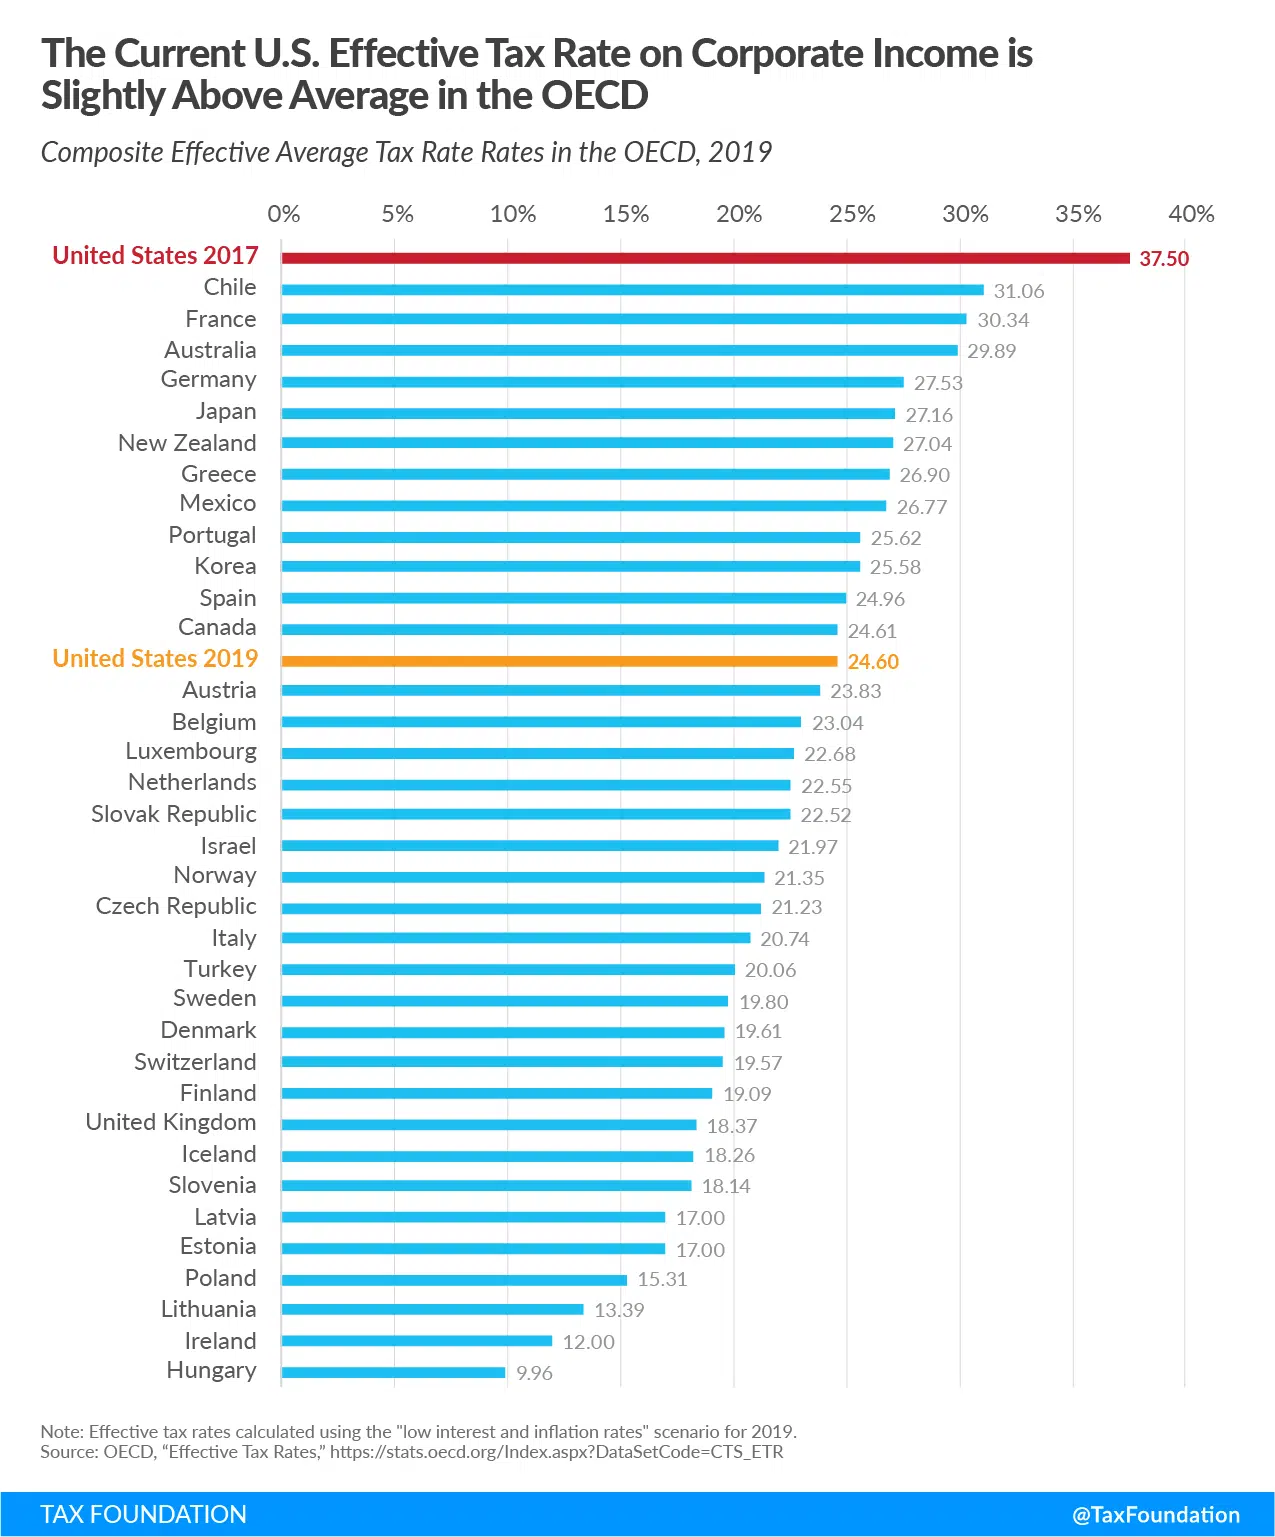 The Current U.S. Effective Tax Rate on Corporate Income is
Slightly Above Average in the OECD
Composite Effective Average Tax Rate Rates in the OECD, 2019
0% 5% 10% 15% 20% 25% 30% 35% 40%
United States 2017 37.50
Chile 31.06
France 30.34
Australia 29.89
Germany 27.53
Japan 27.16
New Zealand 27.04
Greece 26.90
Mexico 26.77
Portugal 25.62
Korea 25.58
Spain 24.96
Canada 24.61
United States 2019 24.60
Austria 23.83
Belgium 23.04
Luxembourg 22.68
Netherlands 22.55
Slovak Republic 22.52
Israel 21.97
Norway 21.35
Czech Republic 21.23
Italy 20.74
Turkey 20.06
Sweden 19.80
Denmark 19.61
Switzerland 19.57
Finland 19.09
United Kingdom 18.37
Iceland 18.26
Slovenia 18.14
Latvia 17.00
Estonia 17.00
Poland 15.31
Lithuania 13.39
Ireland 12.00
Hungary 9.96
Note: Effective tax rates calculated using the "low interest and inflation rates" scenario for 2019.
Source: OECD, “Effective Tax Rates,” https://stats.oecd.org/Index.aspx?DataSetCode=CTS_ETR
TAX FOUNDATION @TaxFoundation